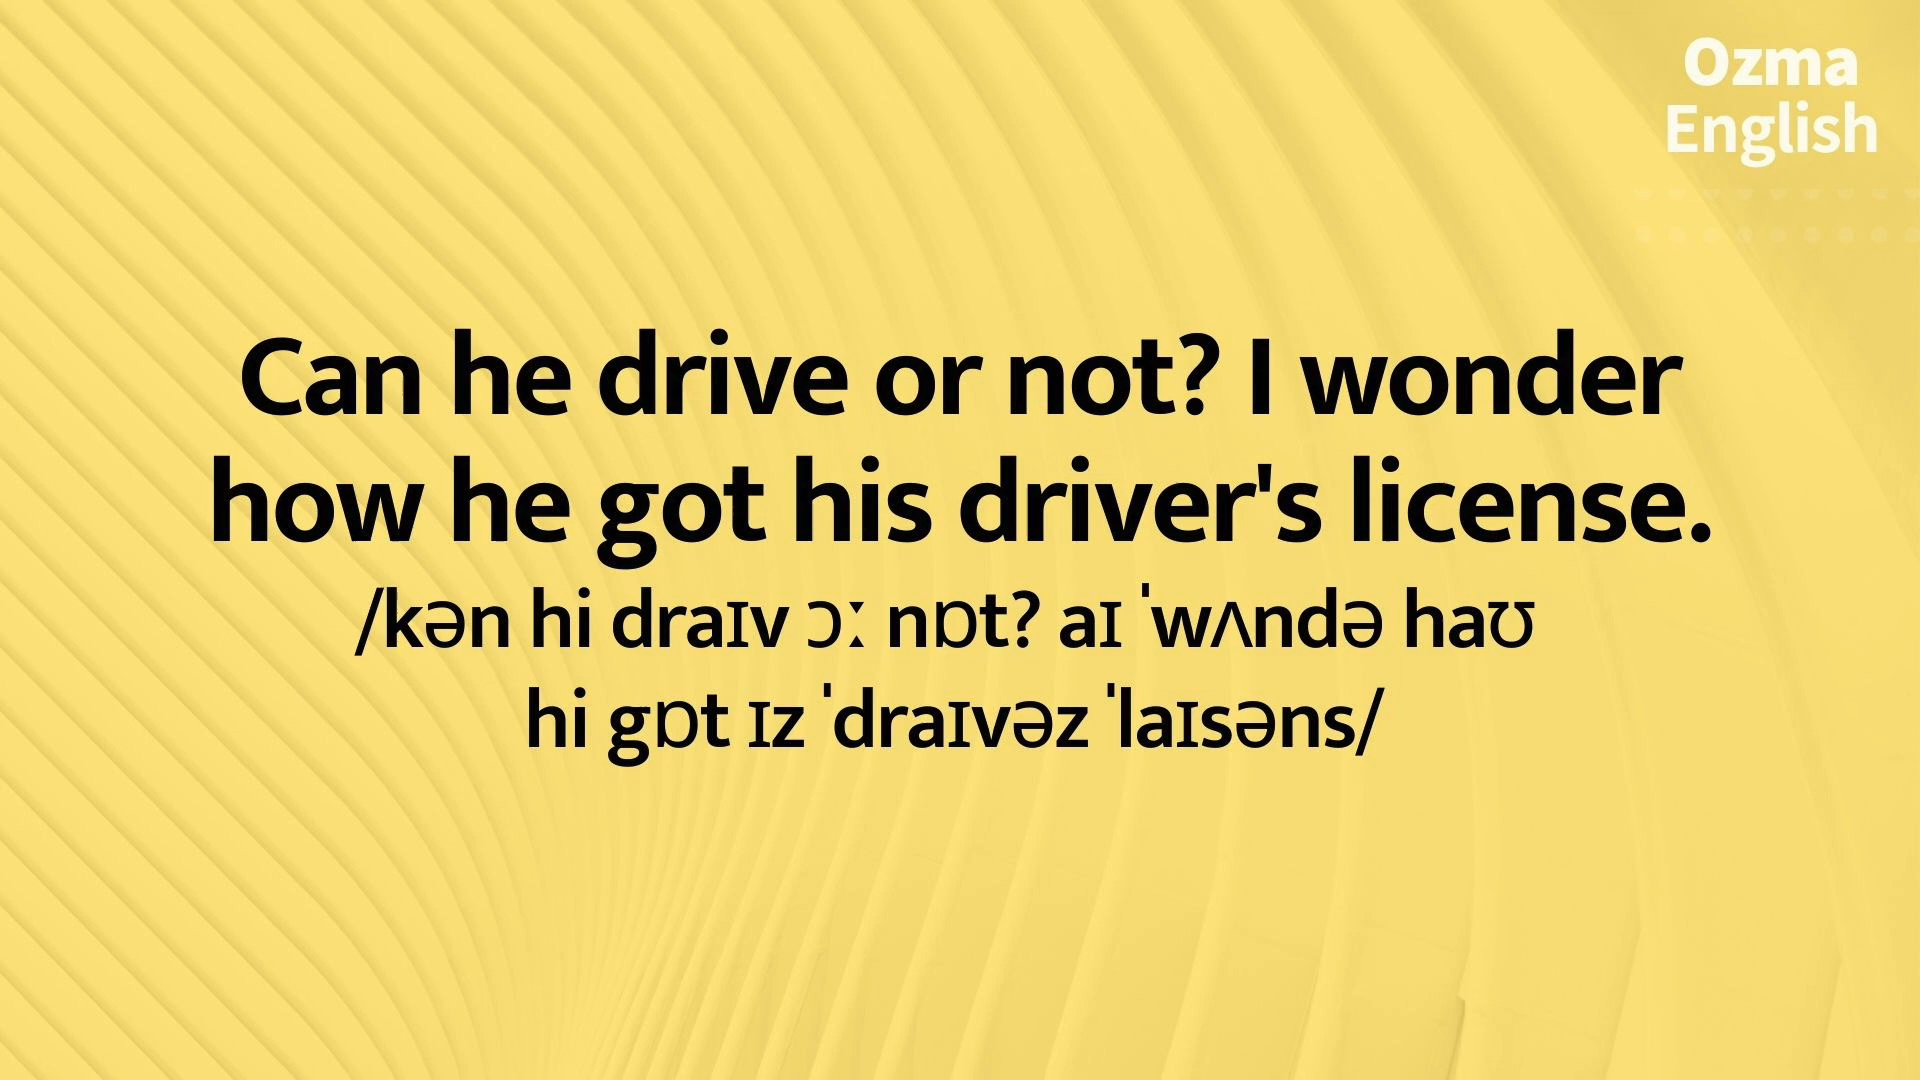 Ozma
English
Can he drive or not? I wonder
how he got his driver's license.
/kən hi draɪv ɔː nɒt? aɪ ˈwʌndə haʊ
hi gɒt ɪz ˈdraɪvəz ˈlaɪsəns/